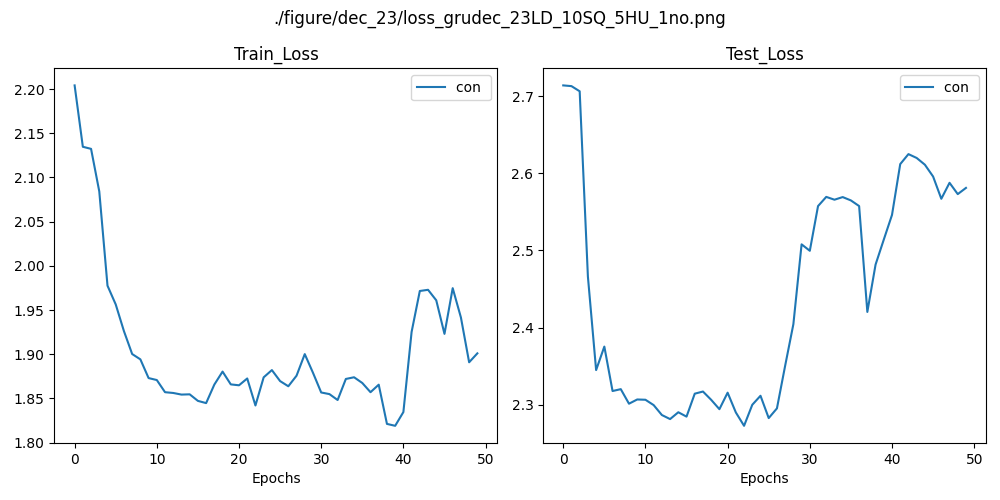 ./figure/dec_23/loss_grudec_23LD_10SQ_5HU_1no.png
Train_Loss
con
2.20
2.15
2.10
2.05
2.00
1.95
1.90
1.85
1.80
0 10 20 30 40 50
Epochs
Test_Loss
con
2.7
2.6
2.5
2.4
2.3
0 10 20 30 40 50
Epochs